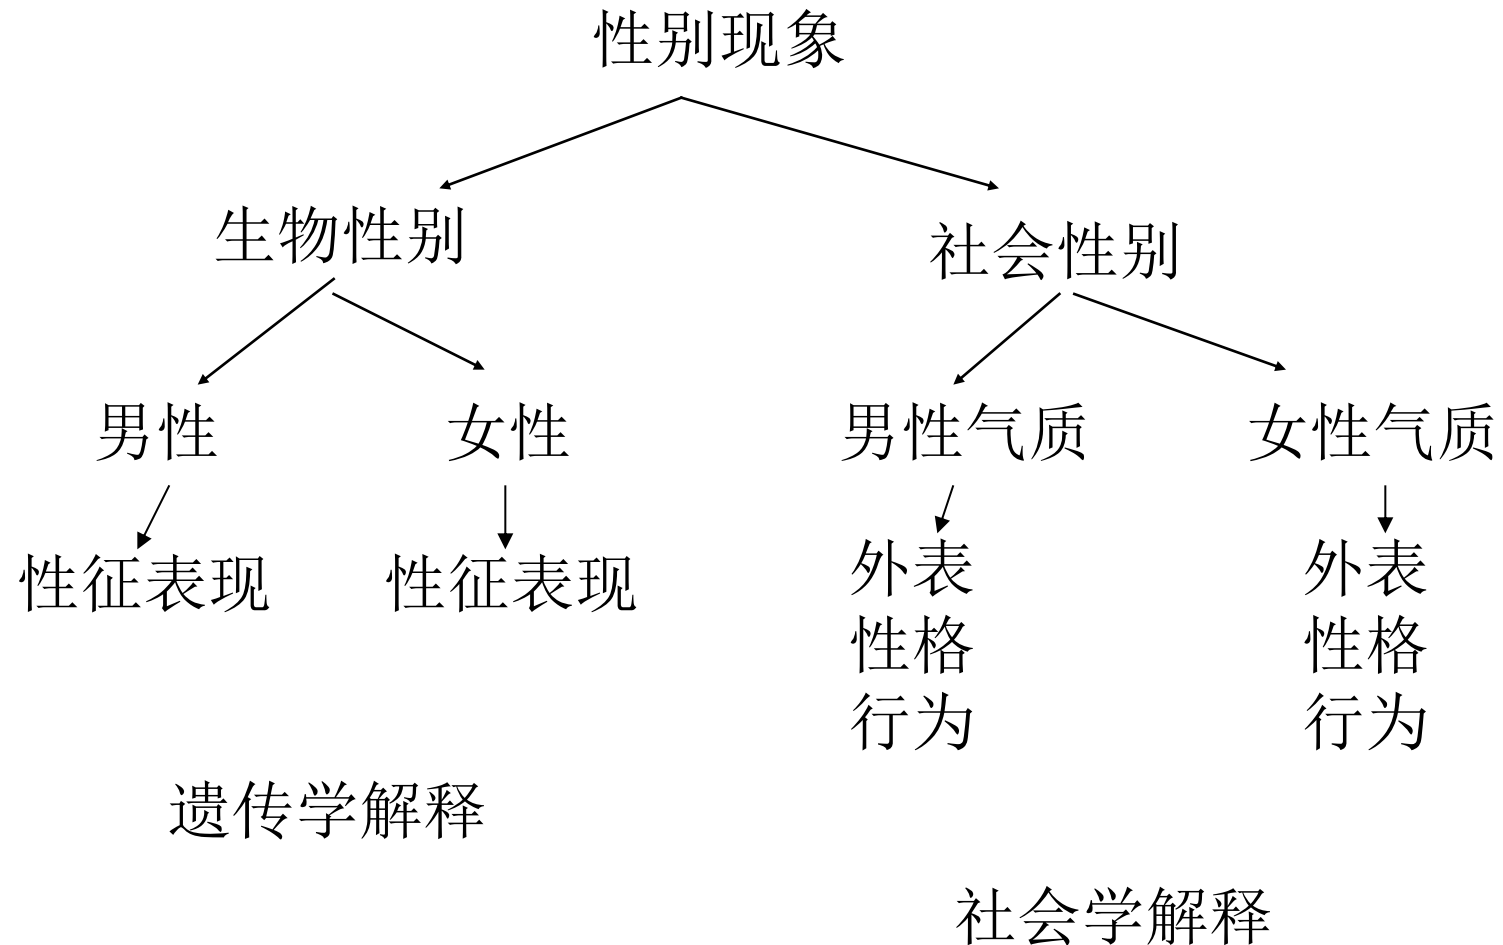 性别现象
生物性别
社会性别
男性
女性
男性气质
女性气质
性征表现
性征表现
外表
性格
行为
外表
性格
行为
遗传学解释
社会学解释